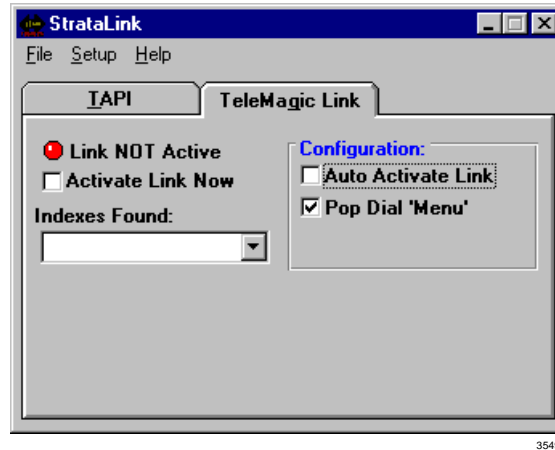 StrataLink
File Setup Help
TAPI
TeleMagic Link
Link NOT Active
Activate Link Now
Indexes Found:
Configuration:
Auto Activate Link
Pop Dial 'Menu'